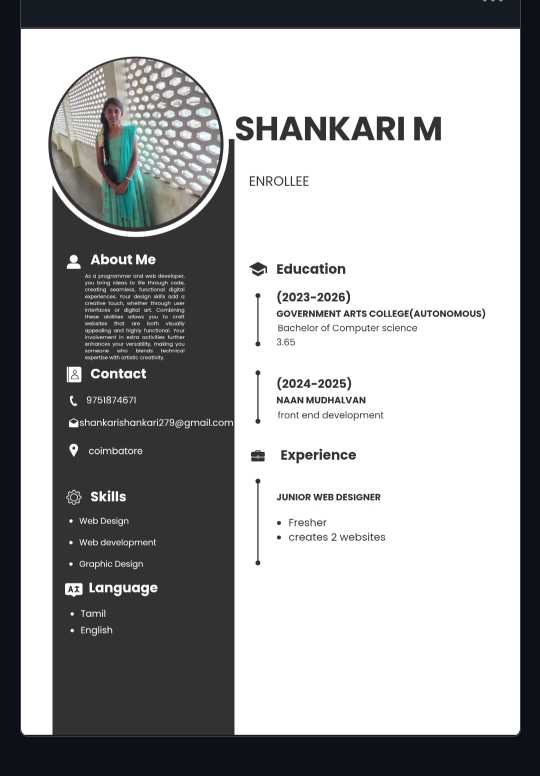 SHANKARI M
ENROLLEE
About Me
As a programmer and web developer,
you bring ideas to life through code,
creating seamless, functional digital
experiences. Your design skills add a
creative touch, whether through user
interfaces or digital art. Combining
these abilities allows you to craft
websites that are both visually
appealing and highly functional. Your
involvement in extra activities further
enhances your versatility, making you
someone who blends technical
expertise with artistic creativity.
Contact
9751874671
shankarishankari279@gmail.com
coimbatore
Skills
• Web Design
• Web development
• Graphic Design
Language
• Tamil
• English
Education
(2023-2026)
GOVERNMENT ARTS COLLEGE(AUTONOMOUS)
Bachelor of Computer science
3.65
(2024-2025)
NAAN MUDHALVAN
front end development
Experience
JUNIOR WEB DESIGNER
• Fresher
• creates 2 websites